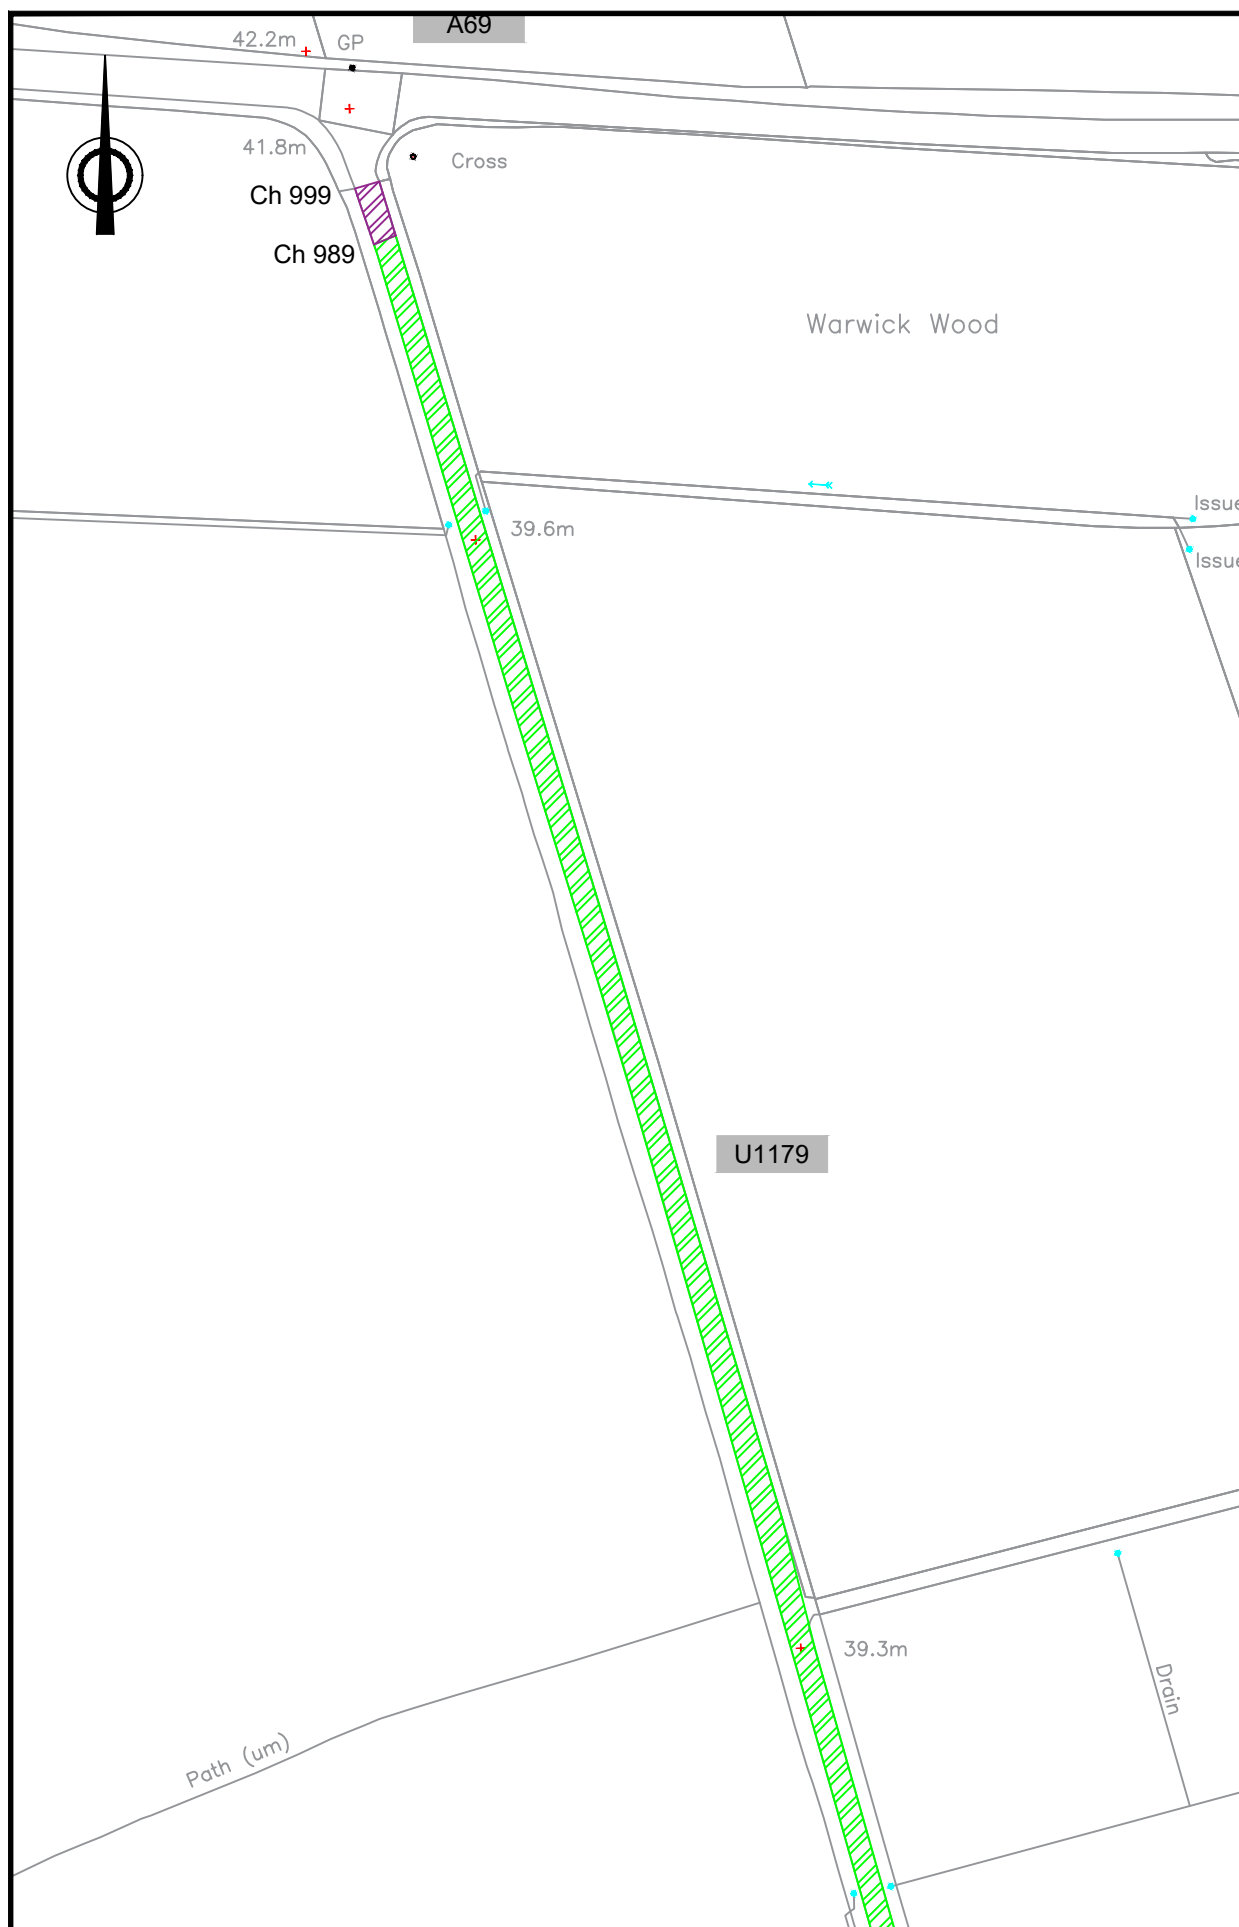 A69
42.2m
GP
41.8m
Cross
Ch 999
Ch 989
Warwick Wood
Issue
39.6m
Issue
U1179
39.3m
Drain
Path (um)